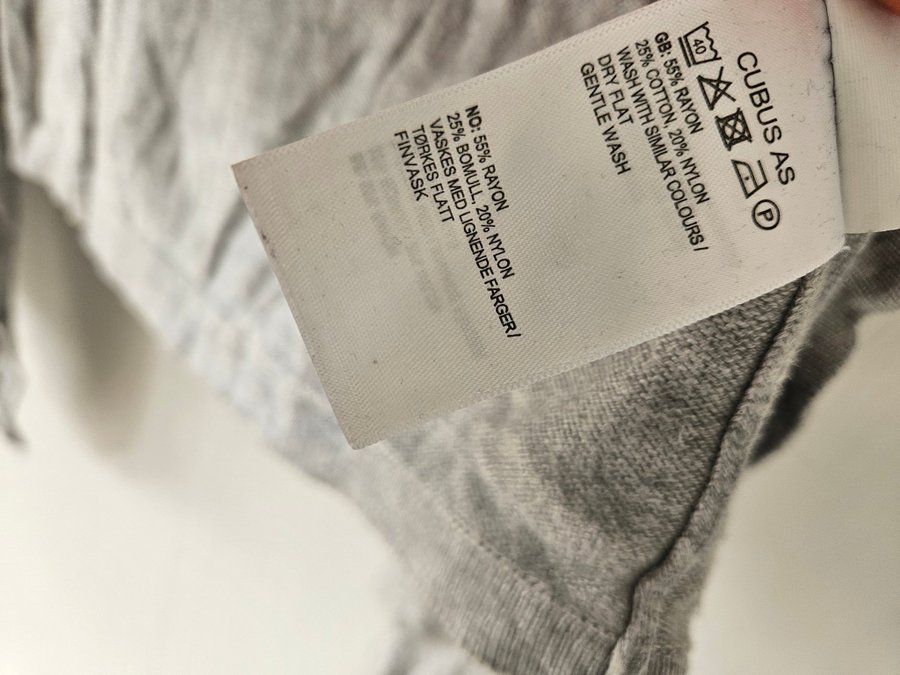 CUBUS AS
40 P
GB: 55% RAYON
25% COTTON, 20% NYLON
WASH WITH SIMILAR COLOURS /
DRY FLAT
GENTLE WASH
NO: 55% RAYON
25% BOMULL, 20% NYLON
VASKES MED LIGNENDE FARGER /
TØRKES FLATT
FINVASK